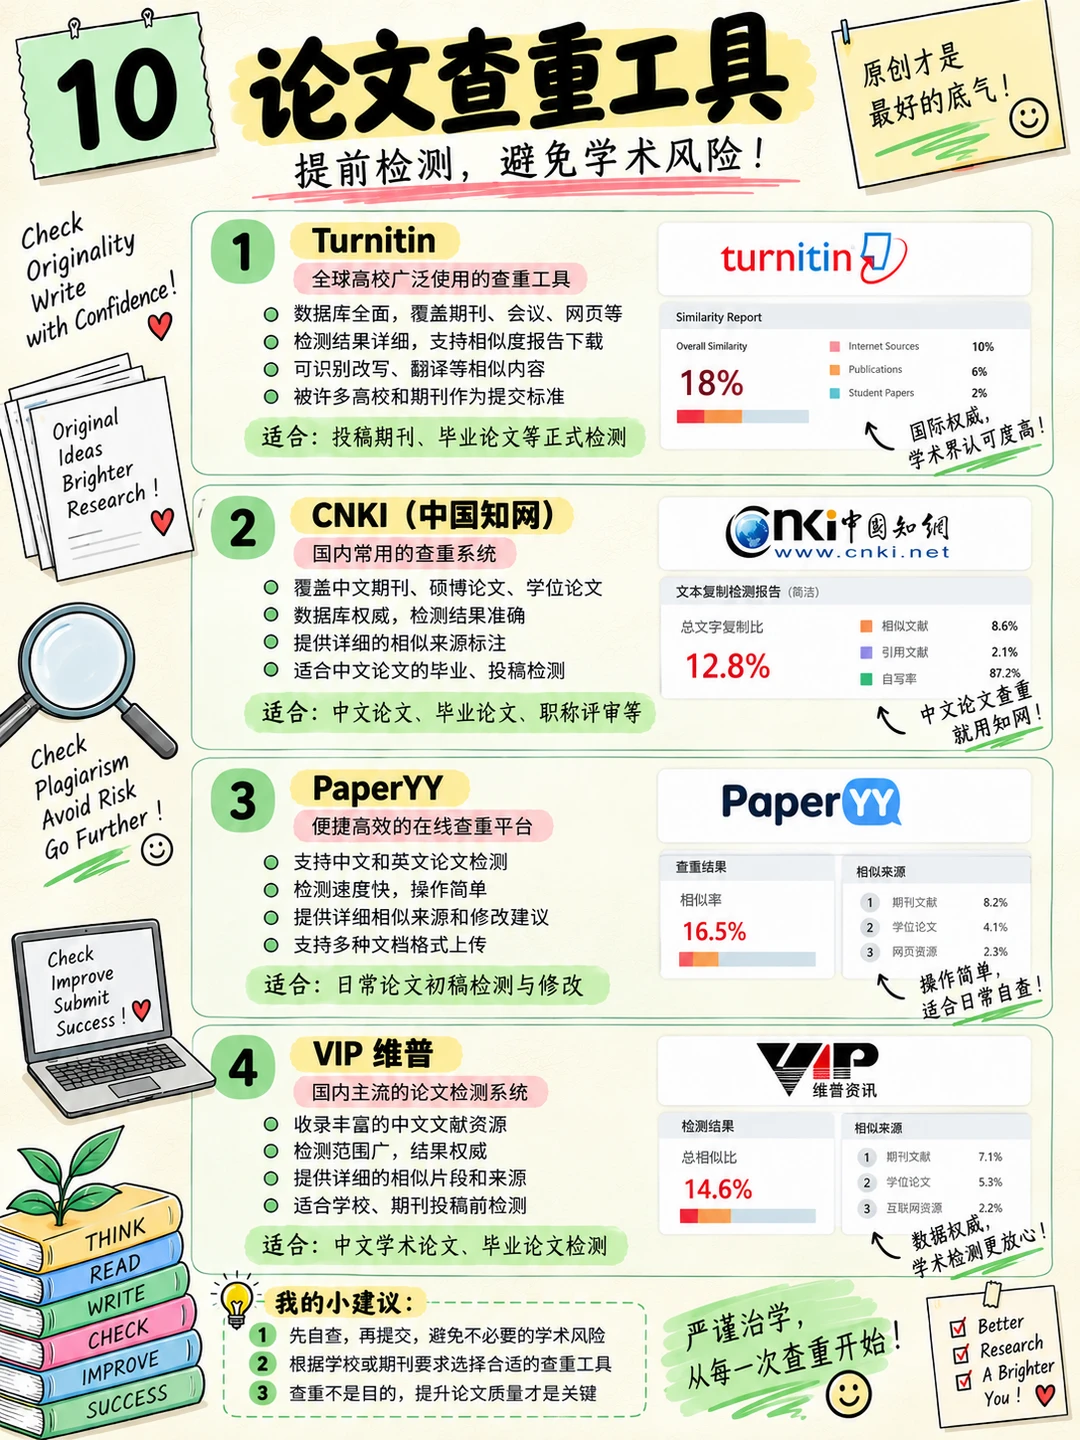 10
论文查重工具
提前检测，避免学术风险！
原创才是
最好的底气！
Check
Originality
Write
with Confidence!
Original
Ideas
Brighter
Research !
Check
Plagiarism
Avoid Risk
Go Further !
Check
Improve
Submit
Success !
THINK
READ
WRITE
CHECK
IMPROVE
SUCCESS
1
Turnitin
全球高校广泛使用的查重工具
数据库全面，覆盖期刊、会议、网页等
检测结果详细，支持相似度报告下载
可识别改写、翻译等相似内容
被许多高校和期刊作为提交标准
适合：投稿期刊、毕业论文等正式检测
turnitin
Similarity Report
Overall Similarity
18%
Internet Sources 10%
Publications 6%
Student Papers 2%
国际权威，
学术界认可度高！
2
CNKI（中国知网）
国内常用的查重系统
覆盖中文期刊、硕博论文、学位论文
数据库权威，检测结果准确
提供详细的相似来源标注
适合中文论文的毕业、投稿检测
适合：中文论文、毕业论文、职称评审等
CNKi中國知網
www.cnki.net
文本复制检测报告（简洁）
总文字复制比
12.8%
相似文献 8.6%
引用文献 2.1%
自写率 87.2%
中文论文查重
就用知网！
3
PaperYY
便捷高效的在线查重平台
支持中文和英文论文检测
检测速度快，操作简单
提供详细相似来源和修改建议
支持多种文档格式上传
适合：日常论文初稿检测与修改
PaperYY
查重结果
相似率
16.5%
相似来源
1 期刊文献 8.2%
2 学位论文 4.1%
3 网页资源 2.3%
操作简单，
适合日常自查！
4
VIP 维普
国内主流的论文检测系统
收录丰富的中文文献资源
检测范围广，结果权威
提供详细的相似片段和来源
适合学校、期刊投稿前检测
适合：中文学术论文、毕业论文检测
VIP
维普资讯
检测结果
总相似比
14.6%
相似来源
1 期刊文献 7.1%
2 学位论文 5.3%
3 互联网资源 2.2%
数据权威，
学术检测更放心！
我的小建议：
1 先自查，再提交，避免不必要的学术风险
2 根据学校或期刊要求选择合适的查重工具
3 查重不是目的，提升论文质量才是关键
严谨治学，
从每一次查重开始！
Better
Research
A Brighter
You !